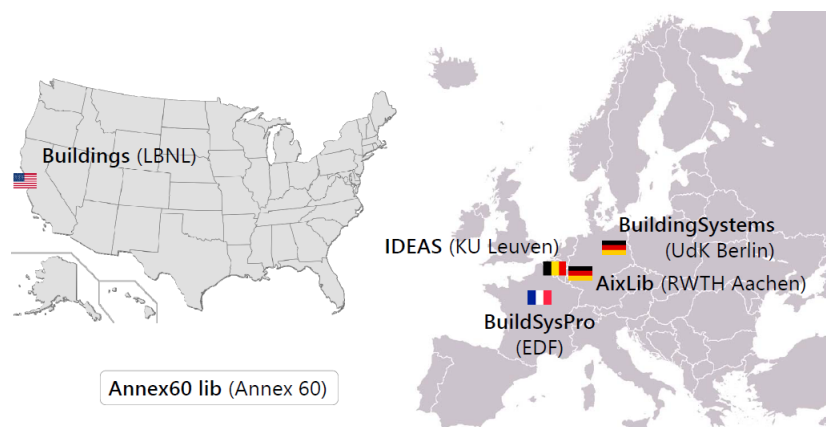 Buildings (LBNL)
BuildingSystems
(UdK Berlin)
IDEAS (KU Leuven)
AixLib (RWTH Aachen)
BuildSysPro
(EDF)
Annex60 lib (Annex 60)